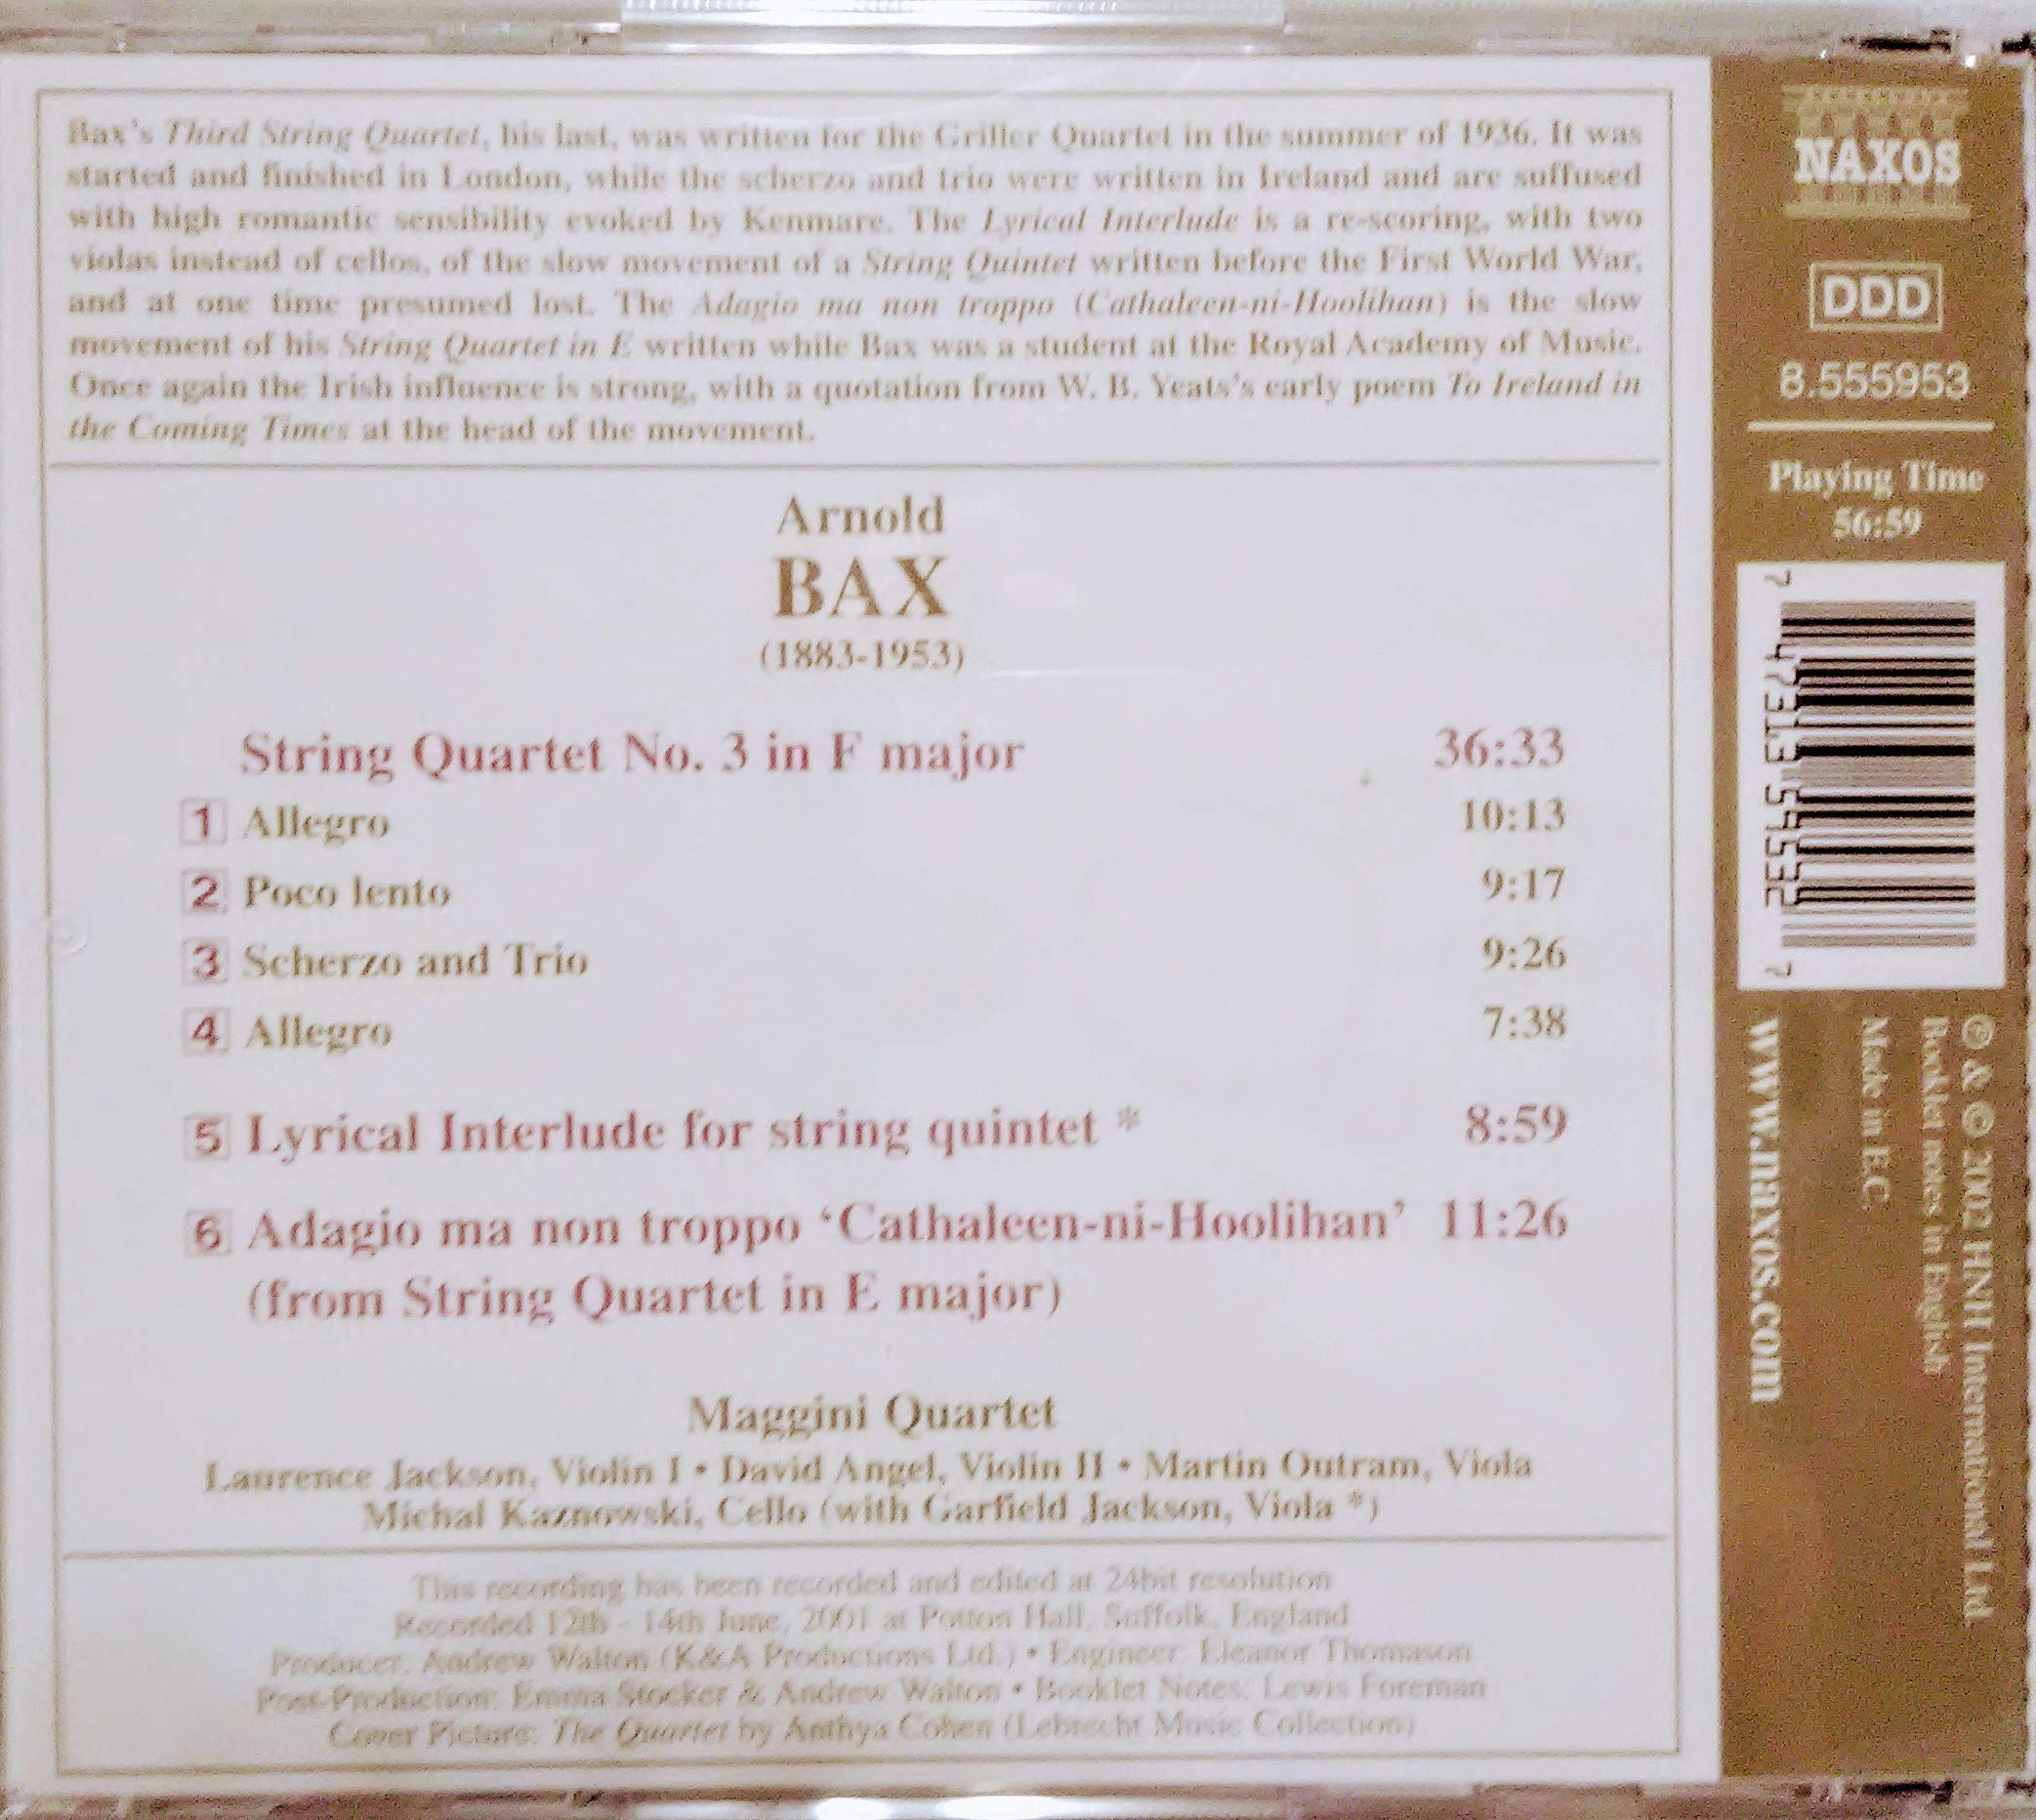 Bax's Third String Quartet, his last, was written for the Griller Quartet in the summer of 1936. It was
started and finished in London, while the scherzo and trio were written in Ireland and are suffused
with high romantic sensibility evoked by Kenmare. The Lyrical Interlude is a re-scoring, with two
violas instead of cellos, of the slow movement of a String Quintet written before the First World War,
and at one time presumed lost. The Adagio ma non troppo (Cathaleen-ni-Hoolihan) is the slow
movement of his String Quartet in E written while Bax was a student at the Royal Academy of Music.
Once again the Irish influence is strong, with a quotation from W. B. Yeats's early poem To Ireland in
the Coming Times at the head of the movement.
Arnold
BAX
(1883-1953)
String Quartet No. 3 in F major 36:33
1 Allegro 10:13
2 Poco lento 9:17
3 Scherzo and Trio 9:26
4 Allegro 7:38
5 Lyrical Interlude for string quintet * 8:59
6 Adagio ma non troppo ‘Cathaleen-ni-Hoolihan’ 11:26
(from String Quartet in E major)
Maggini Quartet
Laurence Jackson, Violin I • David Angel, Violin II • Martin Outram, Viola
Michal Kaznowski, Cello (with Garfield Jackson, Viola *)
This recording has been recorded and edited at 24bit resolution
Recorded 12th - 14th June, 2001 at Potton Hall, Suffolk, England
Producer: Andrew Walton (K&A Productions Ltd.) • Engineer: Eleanor Thomason
Post-Production: Emma Stocker & Andrew Walton • Booklet Notes: Lewis Foreman
Cover Picture: The Quartet by Anthya Cohen (Lebrecht Music Collection)
NAXOS
DDD
8.555953
Playing Time
56:59
7 47313 59532 7
℗ & © 2002 HNH International Ltd.
Booklet notes in English
Made in E.C.
www.naxos.com